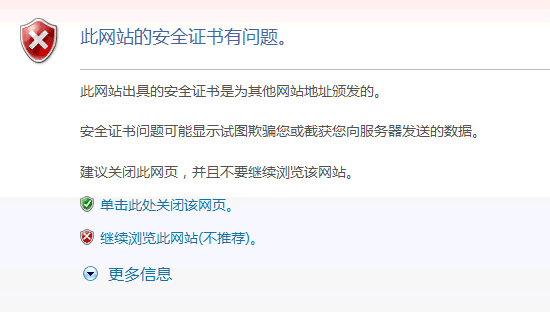 此网站的安全证书有问题。
此网站出具的安全证书是为其他网站地址颁发的。
安全证书问题可能显示试图欺骗您或截获您向服务器发送的数据。
建议关闭此网页，并且不要继续浏览该网站。
单击此处关闭该网页。
继续浏览此网站(不推荐)。
更多信息